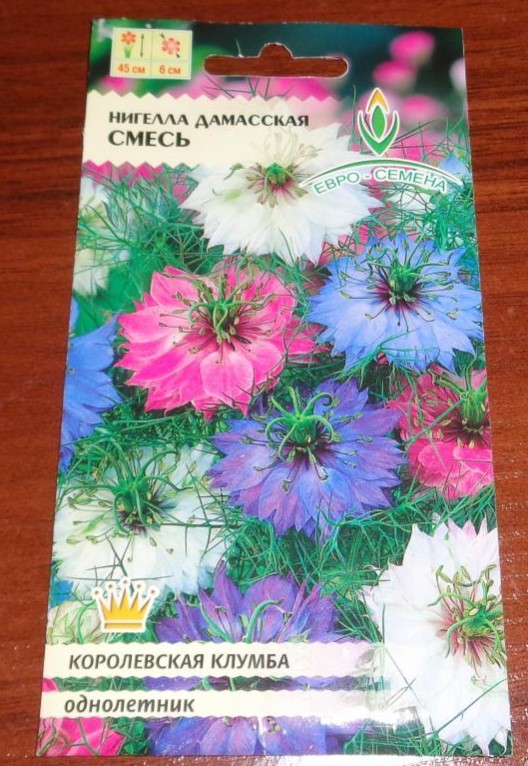 45 см 6 см
НИГЕЛЛА ДАМАССКАЯ
СМЕСЬ
ЕВРО - СЕМЕНА
КОРОЛЕВСКАЯ КЛУМБА
однолетник